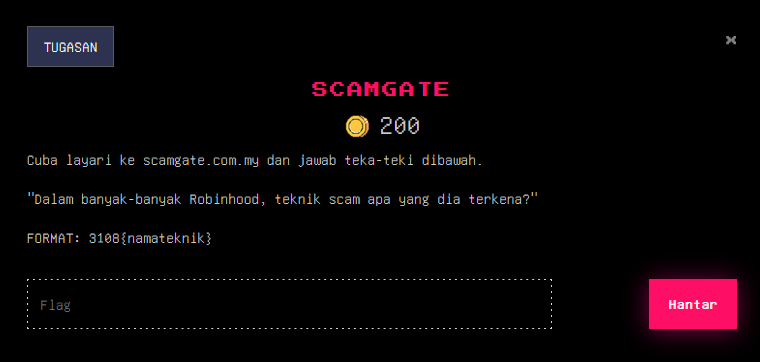 TUGASAN
×
SCAMGATE
200
Cuba layari ke scamgate.com.my dan jawab teka-teki dibawah.
"Dalam banyak-banyak Robinhood, teknik scam apa yang dia terkena?"
FORMAT: 3108{namateknik}
Flag
Hantar